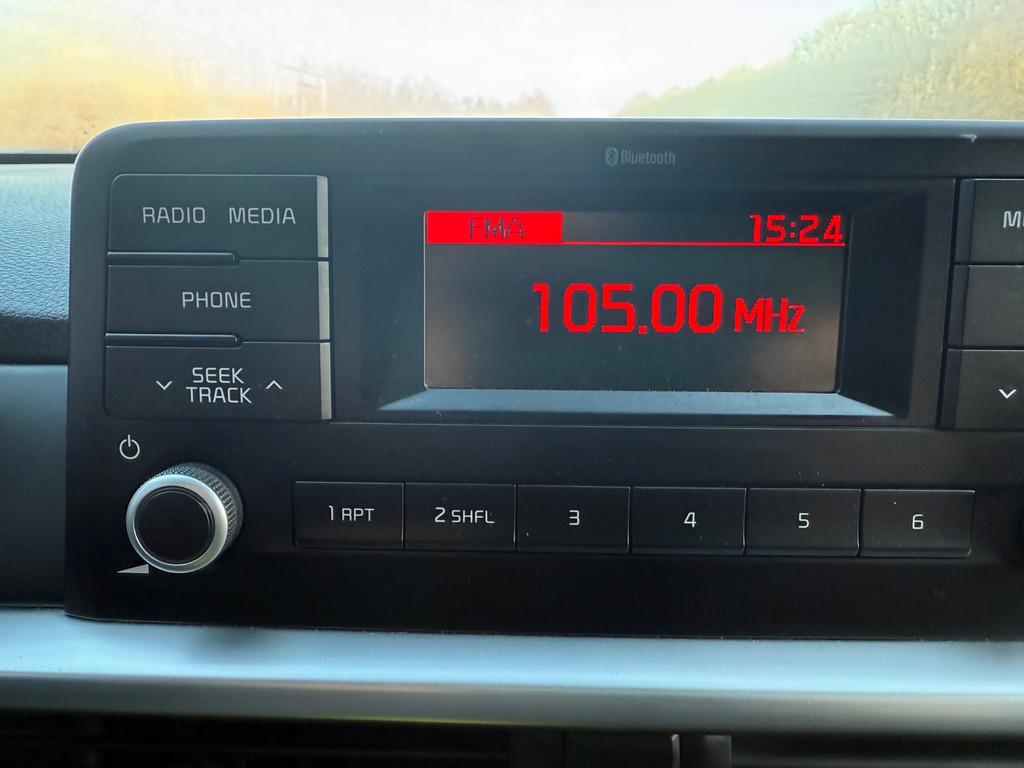 Bluetooth
RADIO MEDIA
FMA 15:24
PHONE
105.00 MHz
SEEK
TRACK
1 RPT 2 SHFL 3 4 5 6